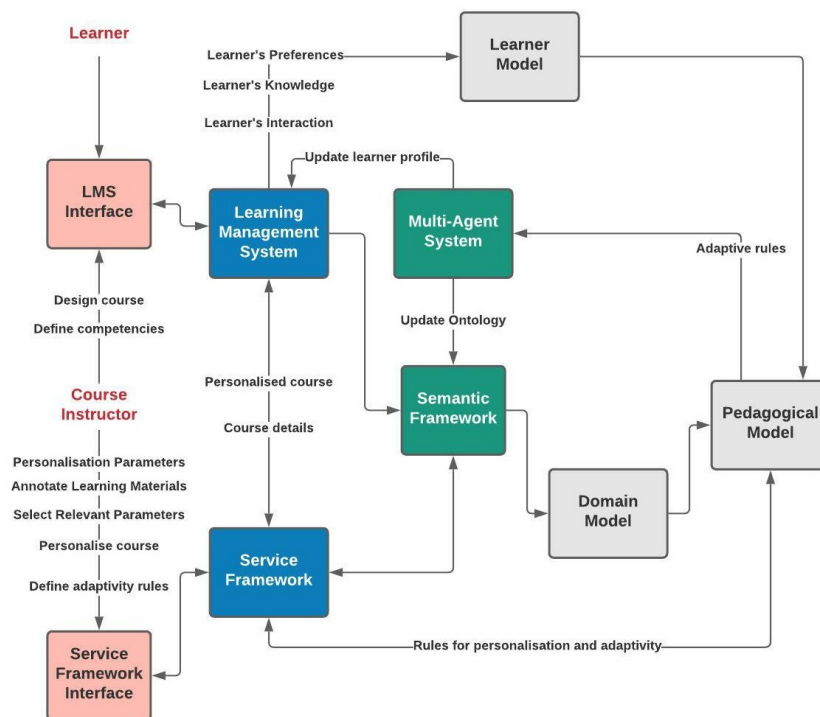 Learner
Learner's Preferences
Learner's Knowledge
Learner's Interaction
Learner
Model
Update learner profile
LMS
Interface
Learning
Management
System
Multi-Agent
System
Adaptive rules
Design course
Define competencies
Update Ontology
Personalised course
Course details
Semantic
Framework
Course
Instructor
Pedagogical
Model
Personalisation Parameters
Annotate Learning Materials
Select Relevant Parameters
Personalise course
Define adaptivity rules
Domain
Model
Service
Framework
Rules for personalisation and adaptivity
Service
Framework
Interface